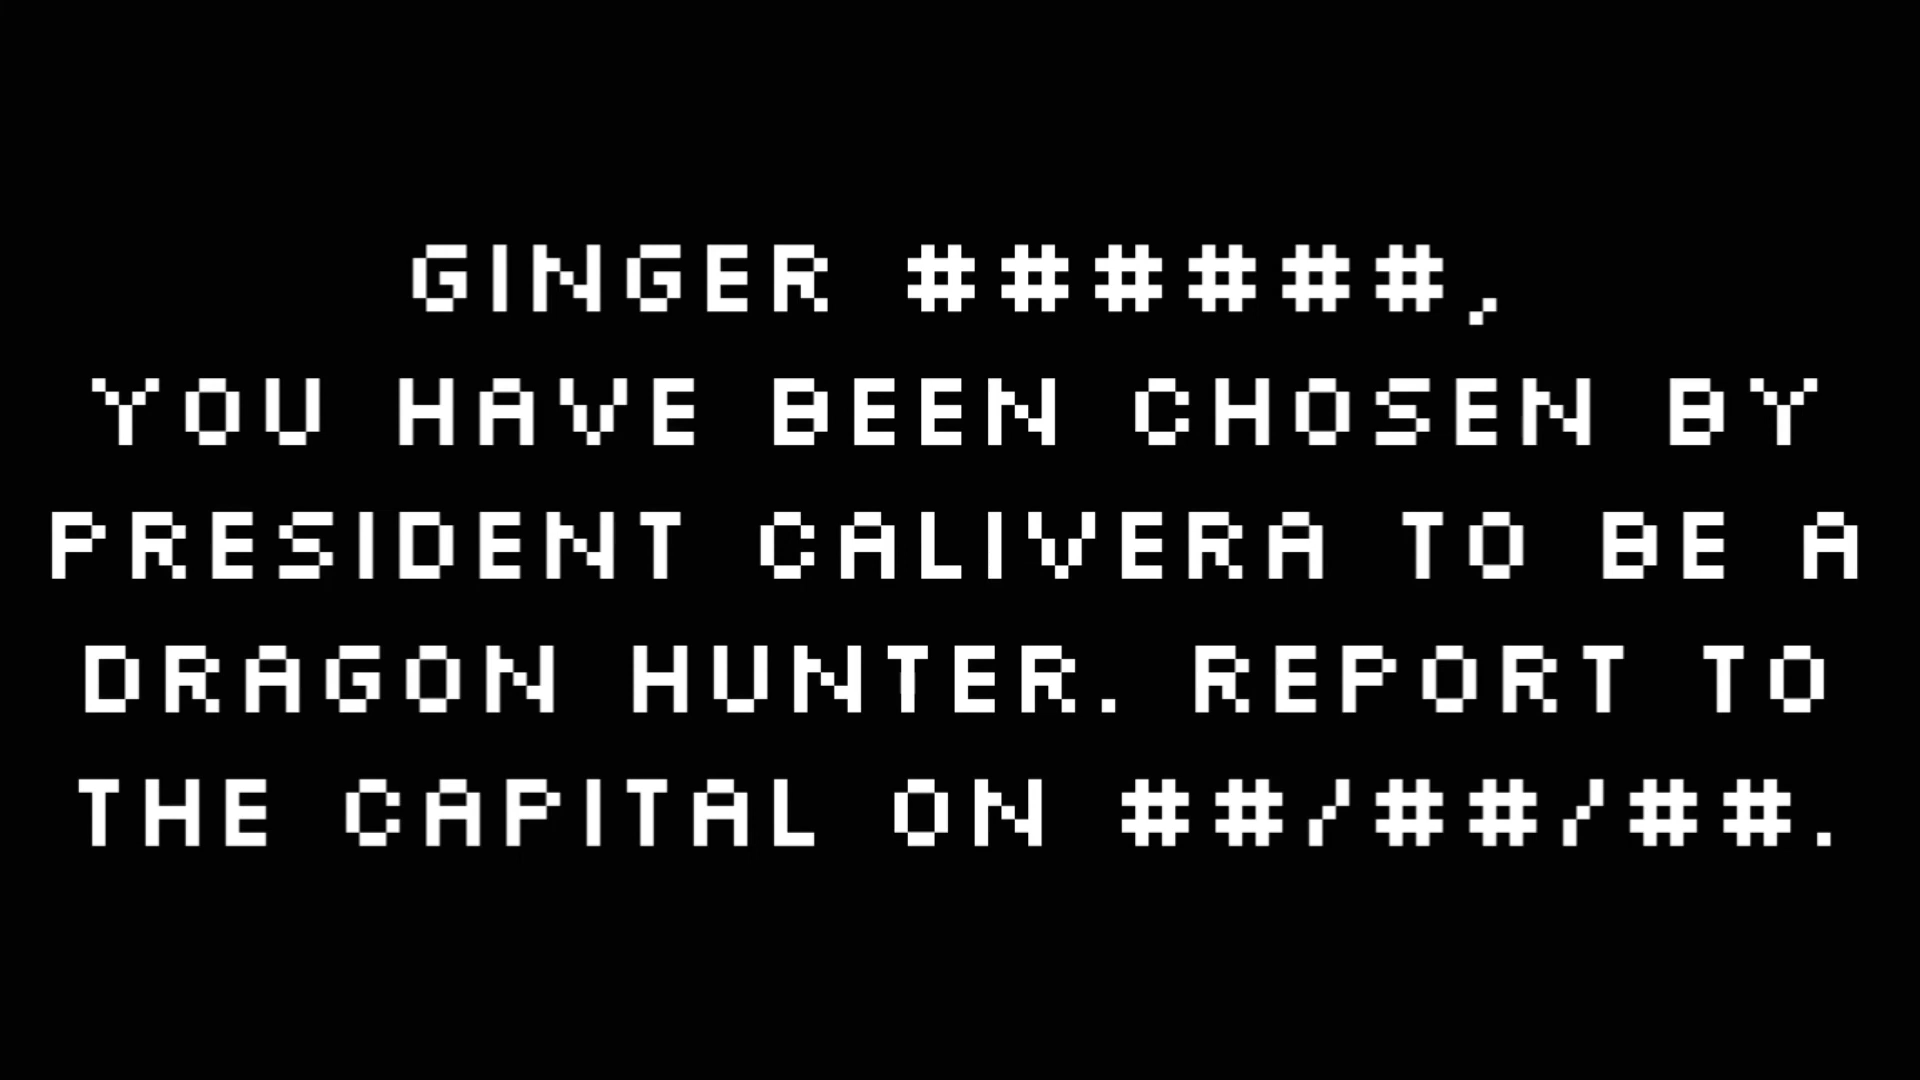 GINGER ######,
YOU HAVE BEEN CHOSEN BY
PRESIDENT CALIVERA TO BE A
DRAGON HUNTER. REPORT TO
THE CAPITAL ON ##/##/##.